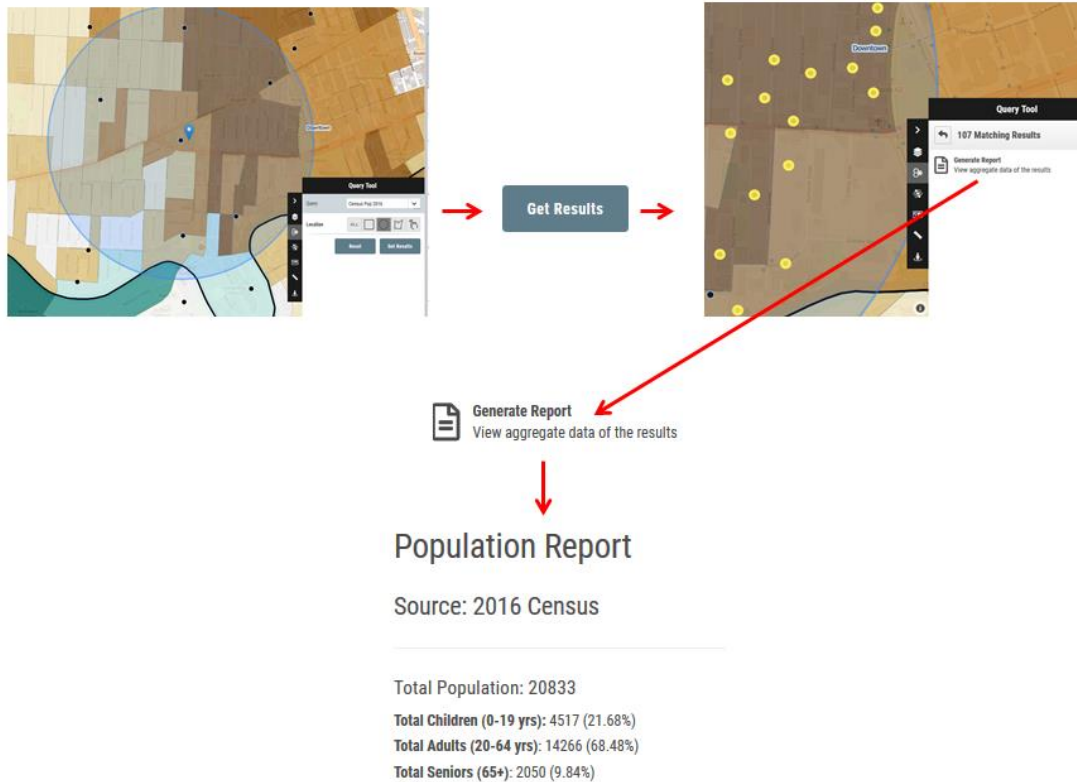 Downtown
Query Tool
Query
Census Pop 2016
Location
Reset
Get Results
Get Results
Downtown
Query Tool
107 Matching Results
Generate Report
View aggregate data of the results
Generate Report
View aggregate data of the results
Population Report
Source: 2016 Census
Total Population: 20833
Total Children (0-19 yrs): 4517 (21.68%)
Total Adults (20-64 yrs): 14266 (68.48%)
Total Seniors (65+): 2050 (9.84%)